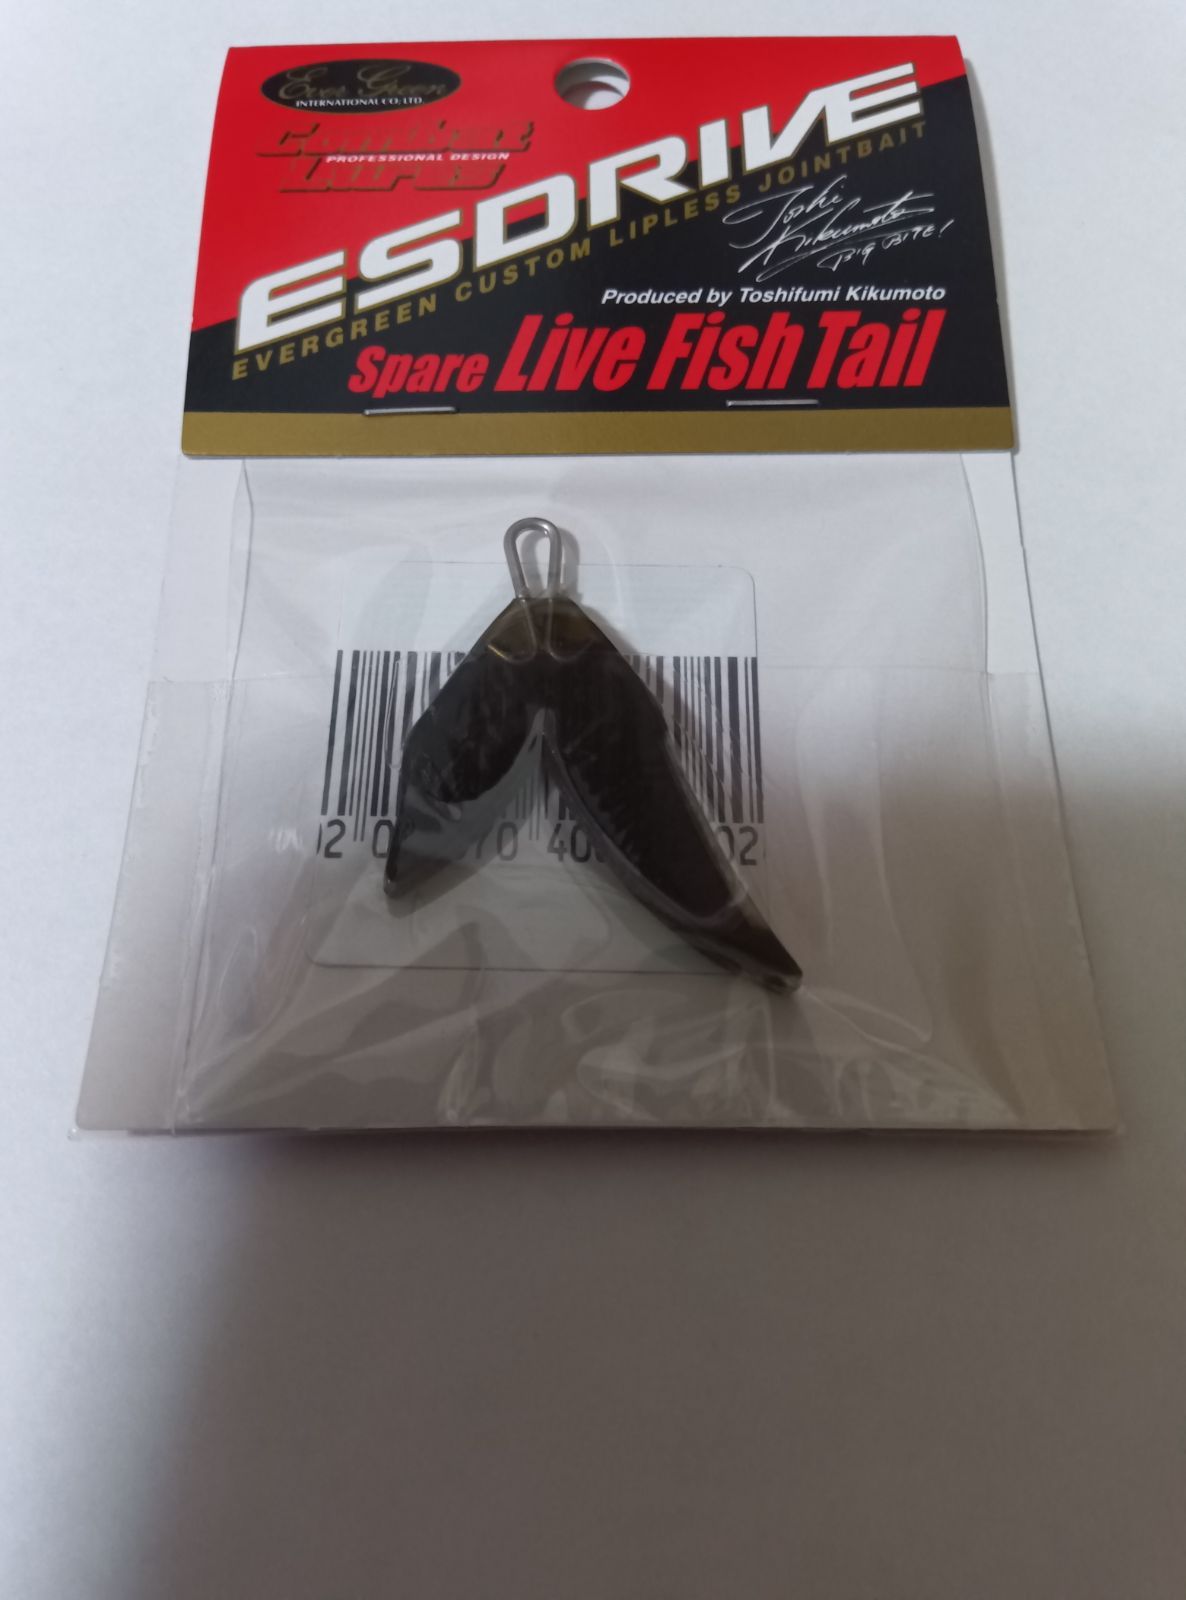 Ever Green
INTERNATIONAL CO; LTD.
Combat
PROFESSIONAL DESIGN
Lures
ESDRIVE
EVERGREEN CUSTOM LIPLESS JOINTBAIT
Toshi
Kikumoto
BIG BITE!
Produced by Toshifumi Kikumoto
Spare Live Fish Tail